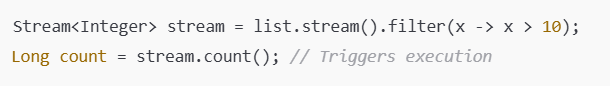 Stream<Integer> stream = list.stream().filter(x -> x > 10);
Long count = stream.count(); // Triggers execution